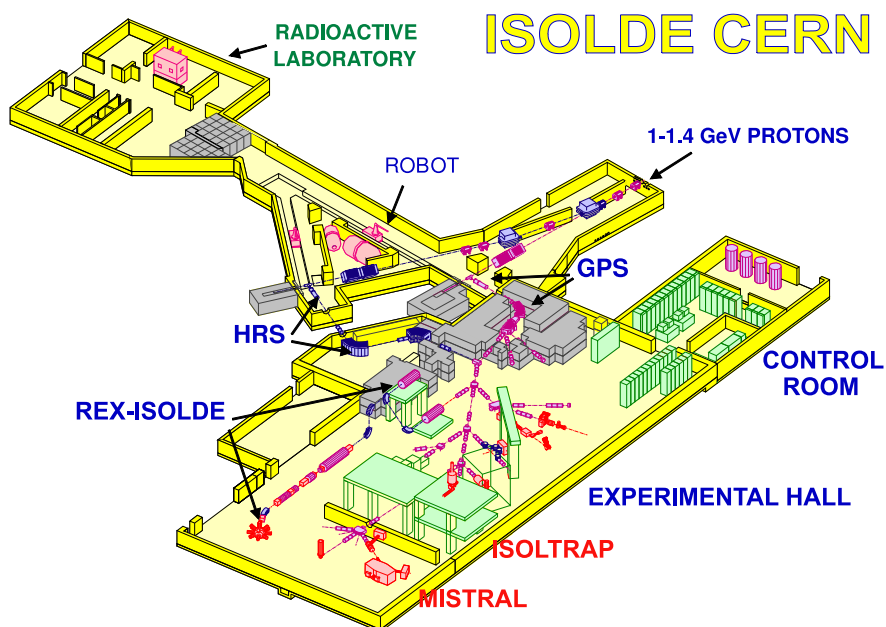 ISOLDE CERN
RADIOACTIVE
LABORATORY
1-1.4 GeV PROTONS
ROBOT
GPS
HRS
CONTROL
ROOM
REX-ISOLDE
EXPERIMENTAL HALL
ISOLTRAP
MISTRAL